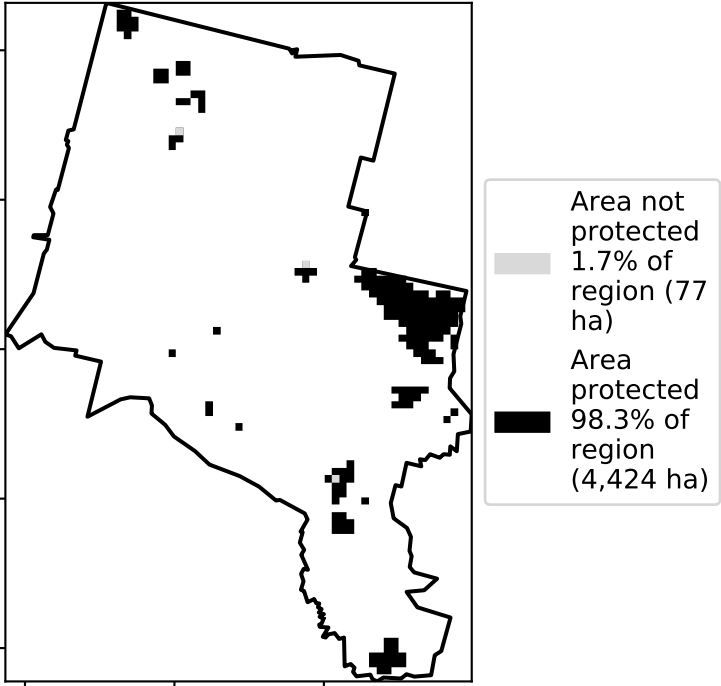 Area not
protected
1.7% of
region (77
ha)
Area
protected
98.3% of
region
(4,424 ha)